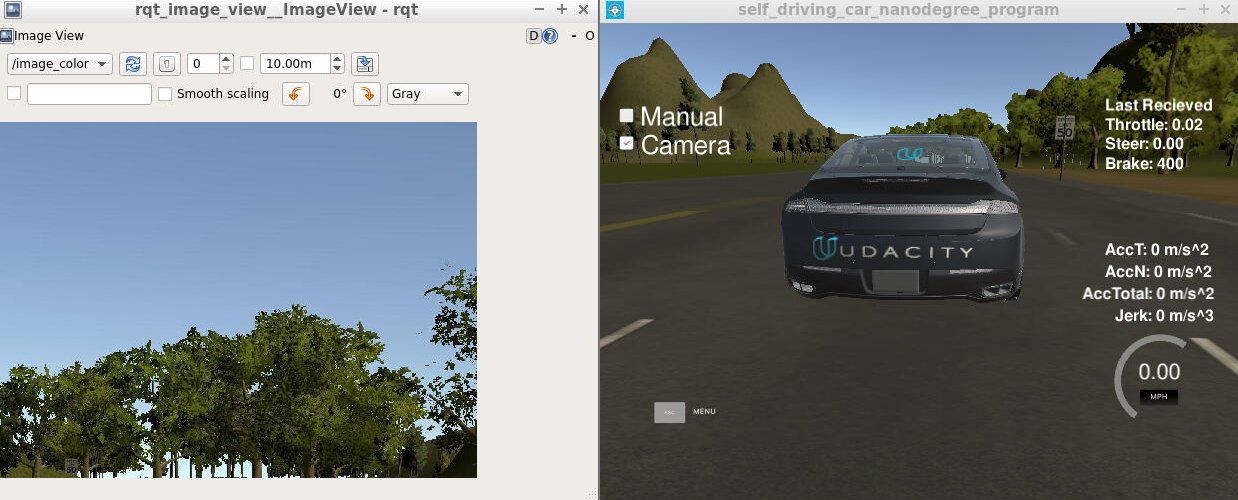 rqt_image_view__ImageView - rqt
Image View
D
- O
/image_color
0
10.00m
Smooth scaling
0°
Gray
50
self_driving_car_nanodegree_program
Manual
Camera
Last Recieved
Throttle: 0.02
Steer: 0.00
Brake: 400
50
UDACITY
AccT: 0 m/s^2
AccN: 0 m/s^2
AccTotal: 0 m/s^2
Jerk: 0 m/s^3
0.00
MPH
ESC
MENU